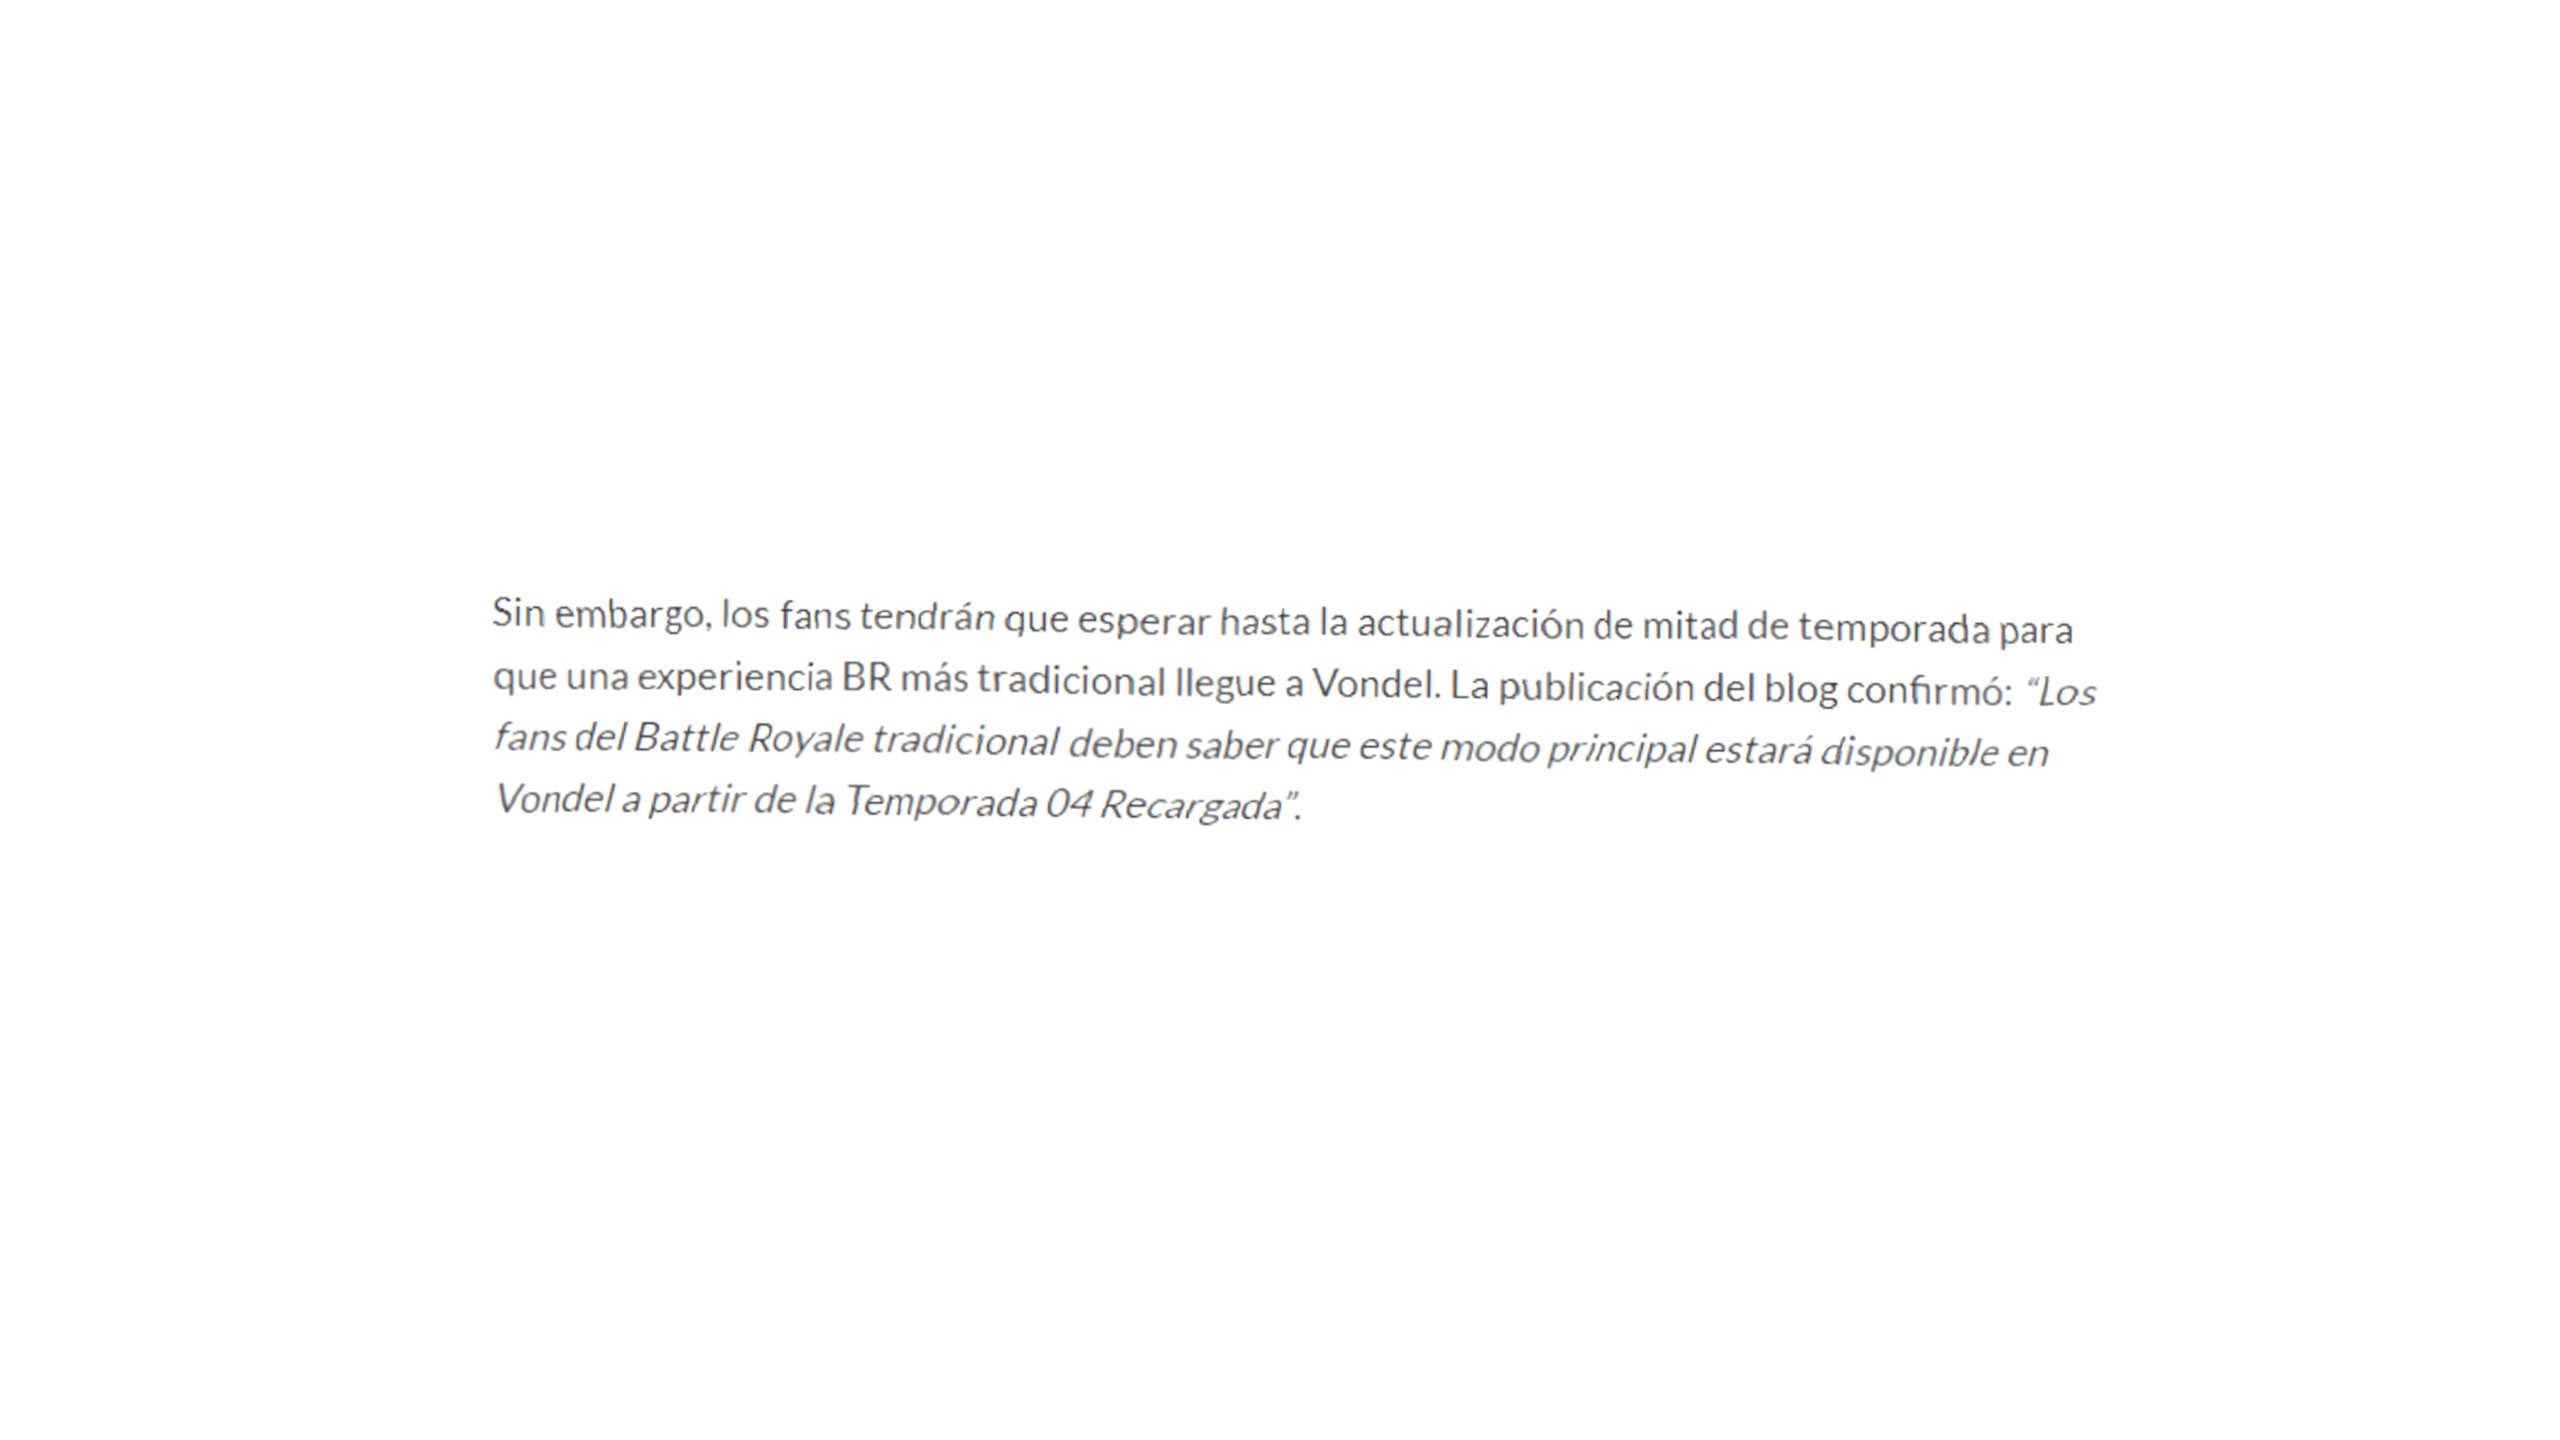 Sin embargo, los fans tendrán que esperar hasta la actualización de mitad de temporada para
que una experiencia BR más tradicional llegue a Vondel. La publicación del blog confirmó: “Los
fans del Battle Royale tradicional deben saber que este modo principal estará disponible en
Vondel a partir de la Temporada 04 Recargada”.